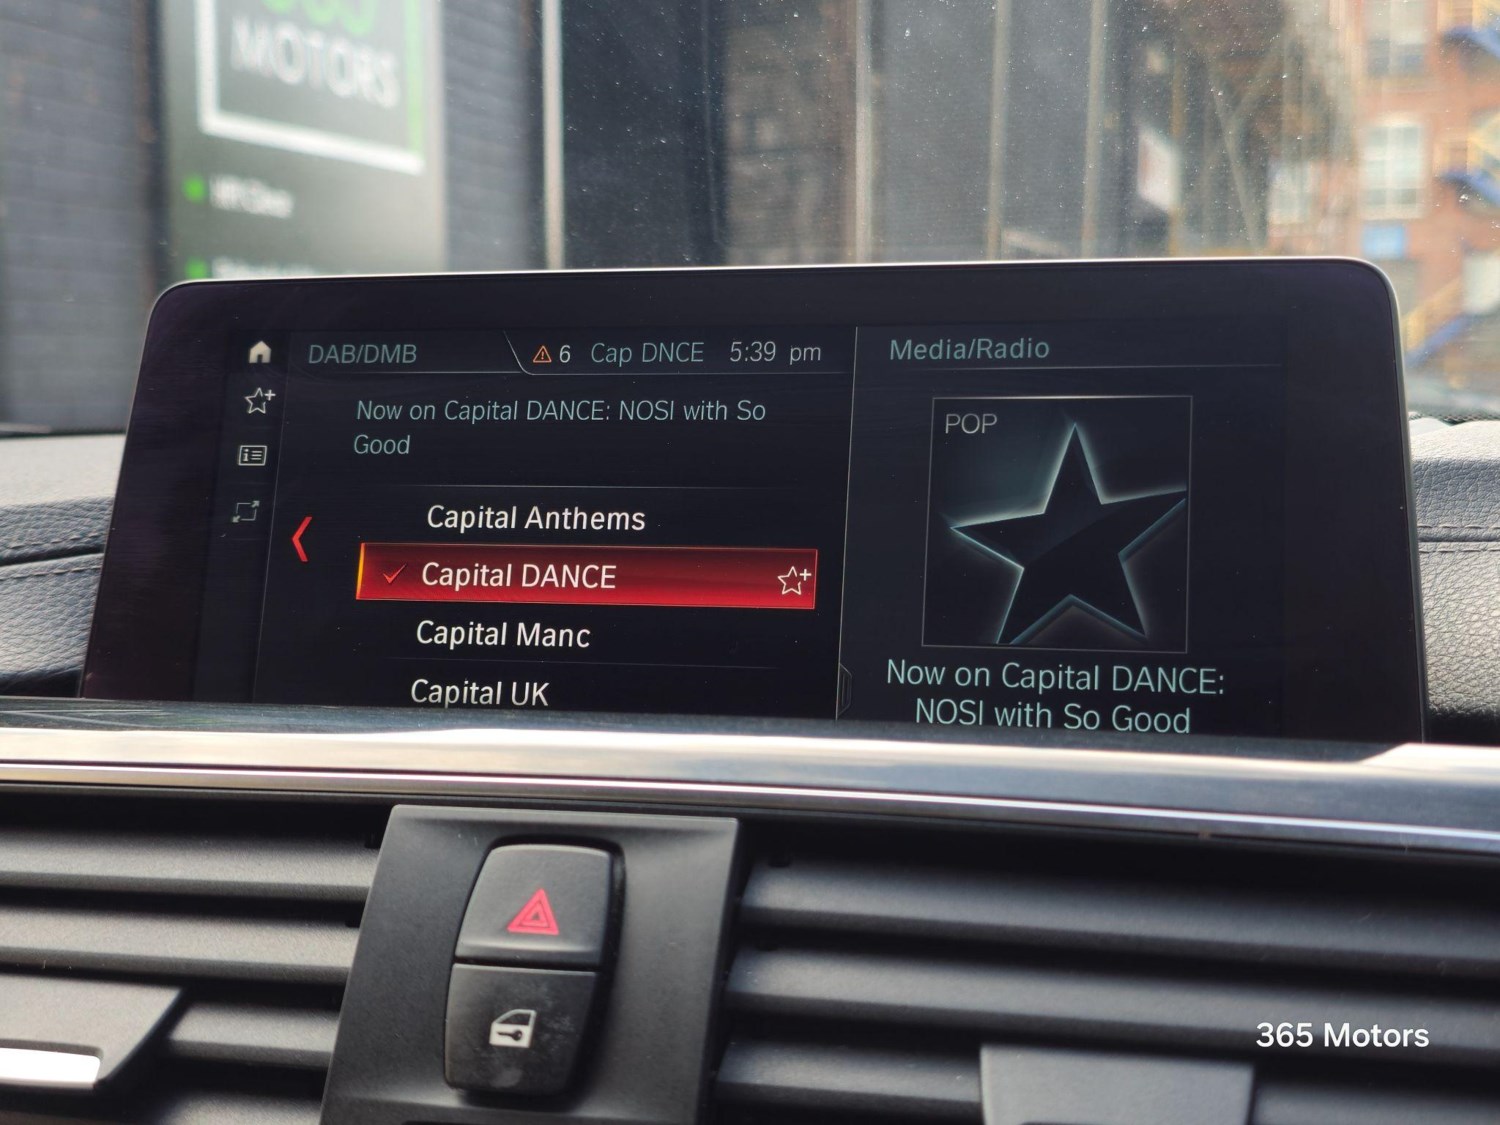 MOTORS
DAB/DMB
6 Cap DNCE 5:39 pm
Media/Radio
Now on Capital DANCE: NOSI with So
Good
Capital Anthems
Capital DANCE
Capital Manc
Capital UK
POP
Now on Capital DANCE:
NOSI with So Good
365 Motors